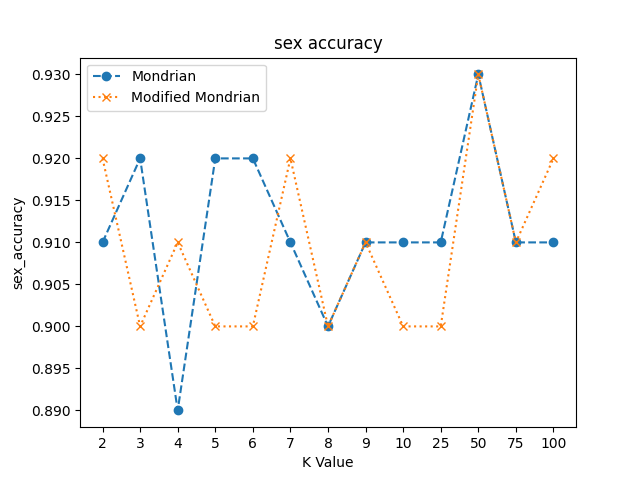 sex accuracy
Mondrian
Modified Mondrian
sex_accuracy
0.930
0.925
0.920
0.915
0.910
0.905
0.900
0.895
0.890
2 3 4 5 6 7 8 9 10 25 50 75 100
K Value